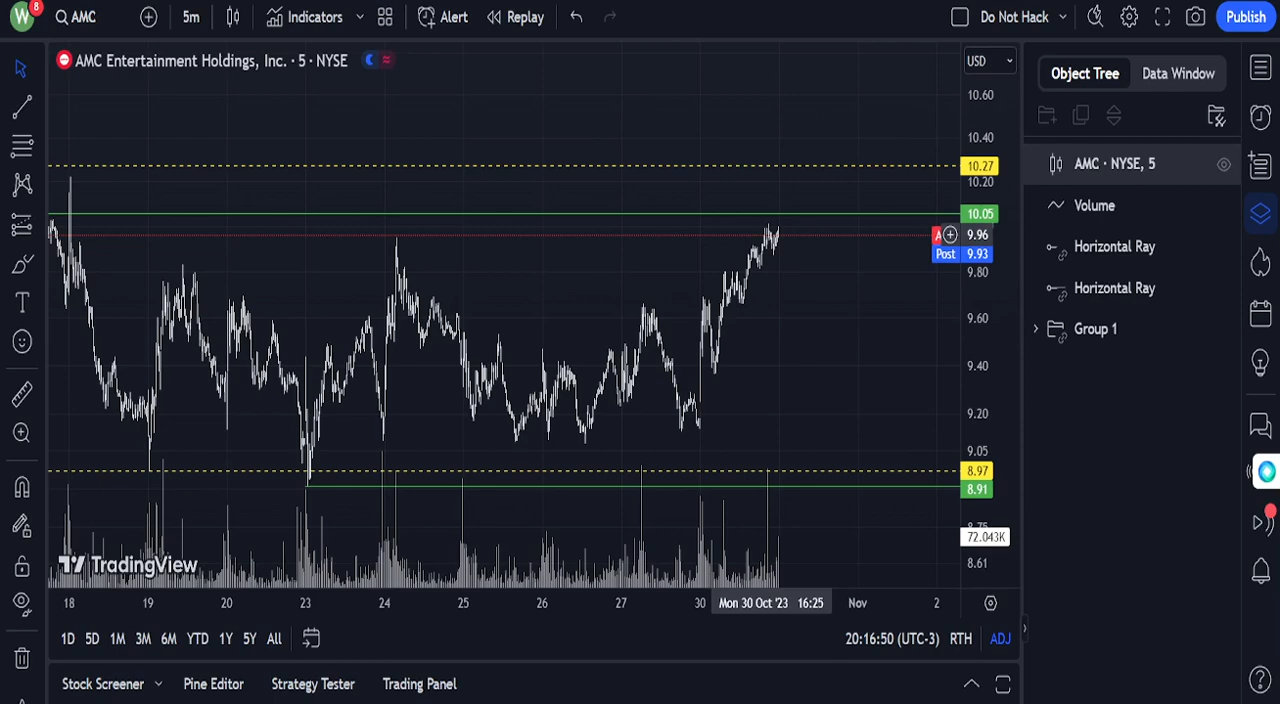 W 8 AMC 5m Indicators Alert Replay Do Not Hack Publish
AMC Entertainment Holdings, Inc. · 5 · NYSE
USD
Object Tree Data Window
AMC · NYSE, 5
Volume
Horizontal Ray
Horizontal Ray
Group 1
10.60
10.40
10.27
10.20
10.05
A 9.96
Post 9.93
9.80
9.60
9.40
9.20
9.05
8.97
8.91
8.75
72.043K
8.61
TradingView
18 19 20 23 24 25 26 27 30 Mon 30 Oct '23 16:25 Nov 2
1D 5D 1M 3M 6M YTD 1Y 5Y All 20:16:50 (UTC-3) RTH ADJ
Stock Screener Pine Editor Strategy Tester Trading Panel